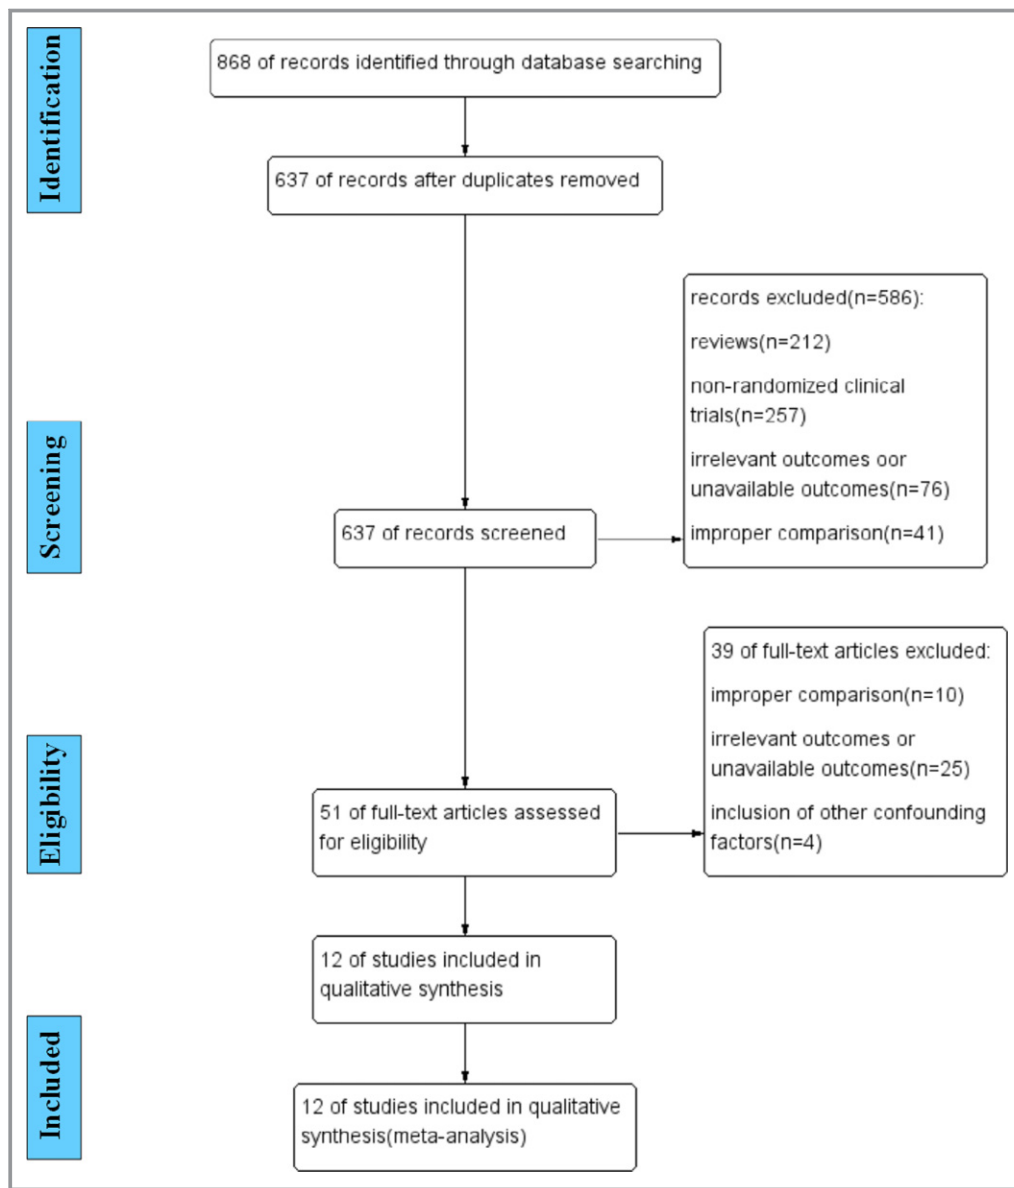 Identification
868 of records identified through database searching
637 of records after duplicates removed
Screening
records excluded(n=586):
reviews(n=212)
non-randomized clinical
trials(n=257)
irrelevant outcomes oor
unavailable outcomes(n=76)
improper comparison(n=41)
637 of records screened
Eligibility
39 of full-text articles excluded:
improper comparison(n=10)
irrelevant outcomes or
unavailable outcomes(n=25)
inclusion of other confounding
factors(n=4)
51 of full-text articles assessed
for eligibility
12 of studies included in
qualitative synthesis
Included
12 of studies included in qualitative
synthesis(meta-analysis)